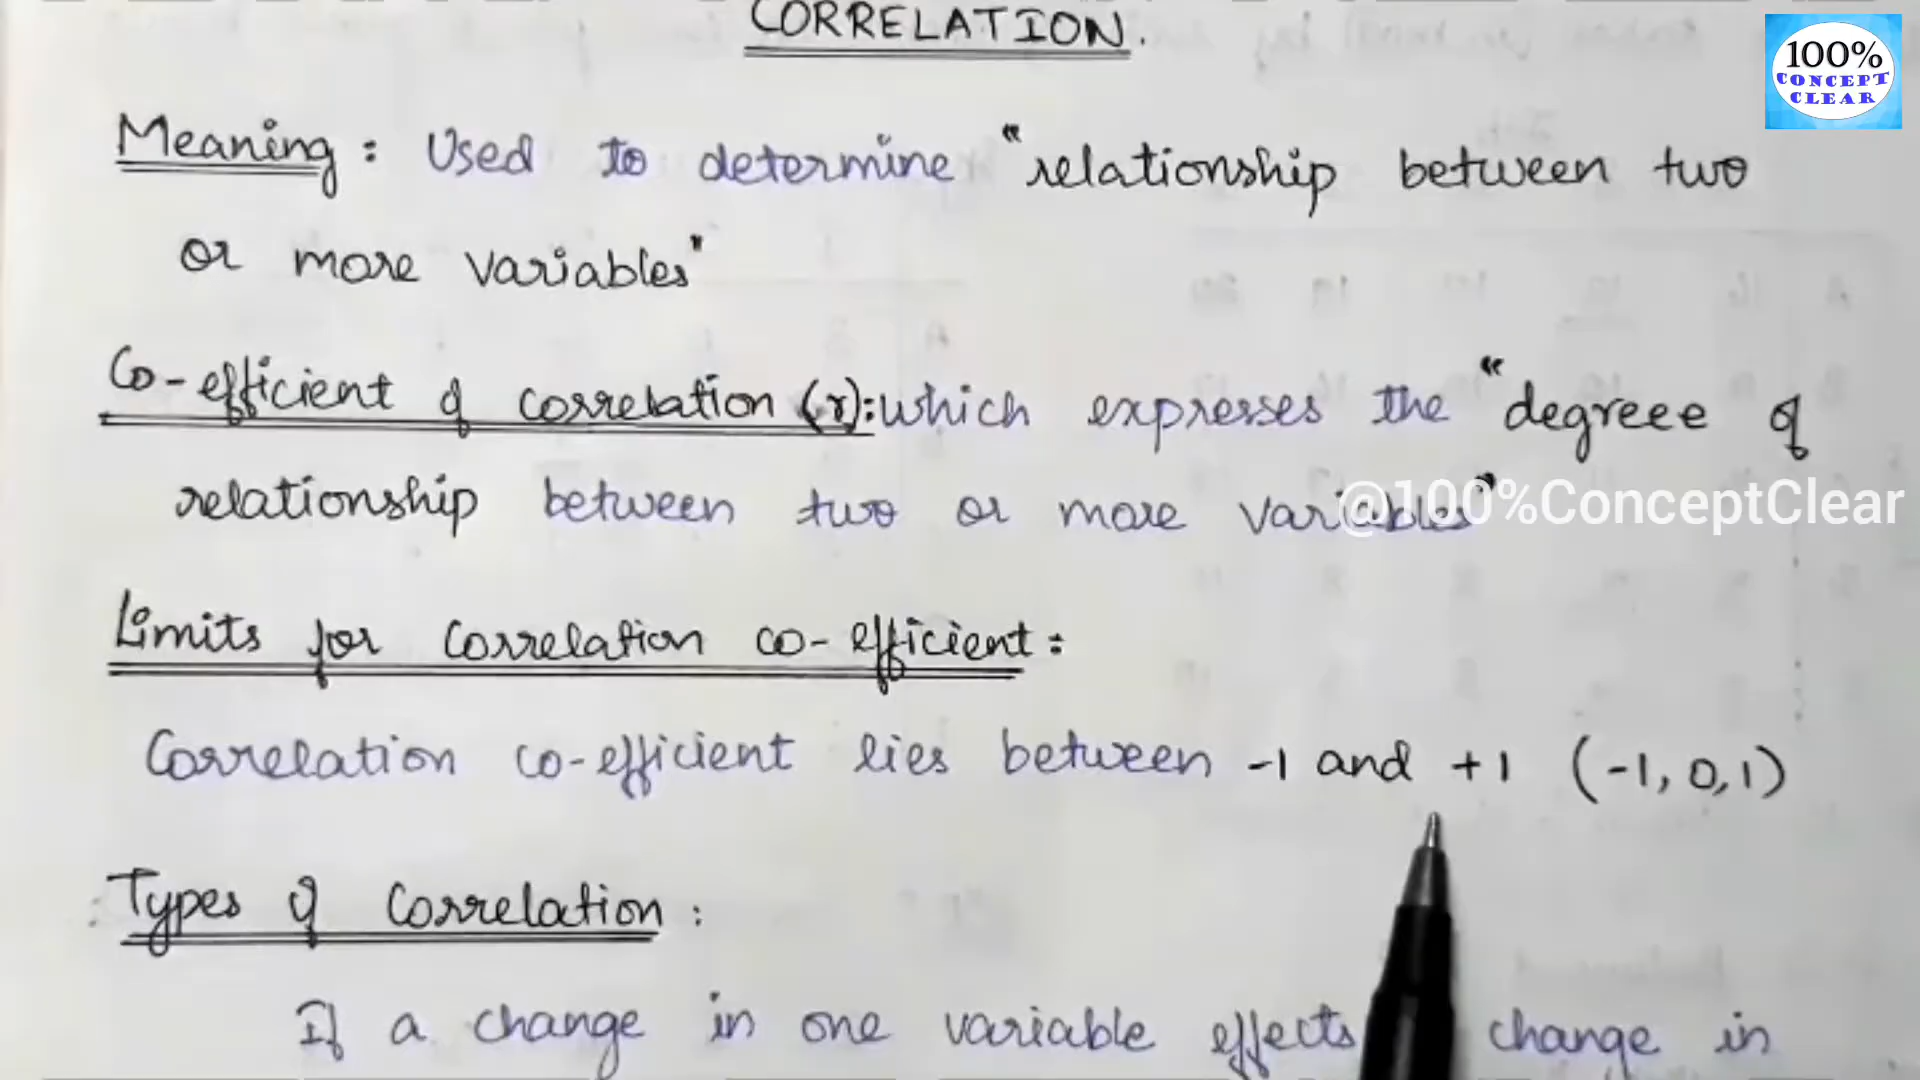 CORRELATION.
100%
CONCEPT
CLEAR
Meaning : Used to determine "relationship between two
or more variables"
Co-efficient of correlation (r): which expresses the "degreee of
relationship between two or more variables"
@100%ConceptClear
Limits for Correlation co-efficient :
Correlation co-efficient lies between -1 and +1 (-1, 0, 1)
Types of Correlation :
If a change in one variable effects change in